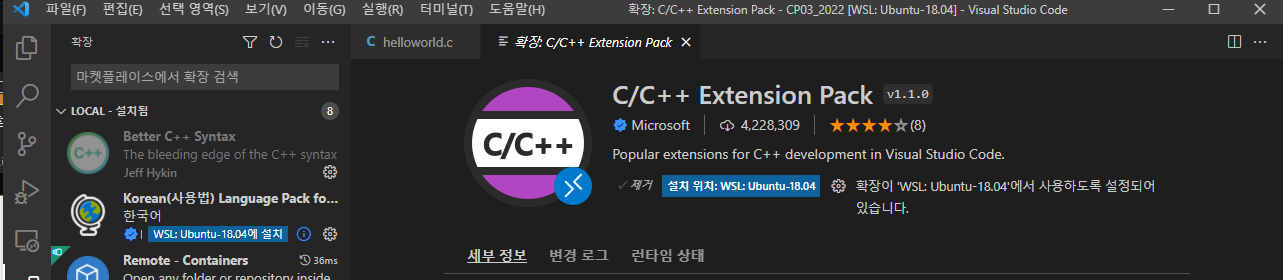 파일(F) 편집(E) 선택 영역(S) 보기(V) 이동(G) 실행(R) 터미널(T) 도움말(H) 확장: C/C++ Extension Pack - CP03_2022 [WSL: Ubuntu-18.04] - Visual Studio Code
확장
마켓플레이스에서 확장 검색
LOCAL - 설치됨 8
Better C++ Syntax
The bleeding edge of the C++ syntax
Jeff Hykin
Korean(사용법) Language Pack fo...
한국어
WSL: Ubuntu-18.04에 설치
Remote - Containers 36ms
Open any folder or repository inside
C helloworld.c 확장: C/C++ Extension Pack
C/C++
C/C++ Extension Pack v1.1.0
Microsoft 4,228,309 (8)
Popular extensions for C++ development in Visual Studio Code.
제거 설치 위치: WSL: Ubuntu-18.04 확장이 'WSL: Ubuntu-18.04'에서 사용하도록 설정되어
있습니다.
세부 정보 변경 로그 런타임 상태